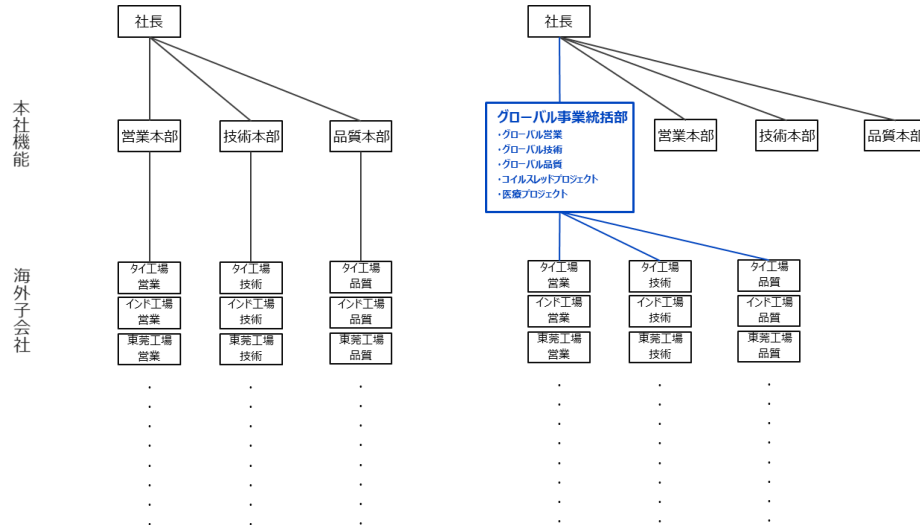 社長
社長
本社機能
営業本部
技術本部
品質本部
グローバル事業統括部
・グローバル営業
・グローバル技術
・グローバル品質
・コイルスレッドプロジェクト
・医療プロジェクト
営業本部
技術本部
品質本部
海外子会社
タイ工場
営業
タイ工場
技術
タイ工場
品質
タイ工場
営業
タイ工場
技術
タイ工場
品質
インド工場
営業
インド工場
技術
インド工場
品質
インド工場
営業
インド工場
技術
インド工場
品質
東莞工場
営業
東莞工場
技術
東莞工場
品質
東莞工場
営業
東莞工場
技術
東莞工場
品質